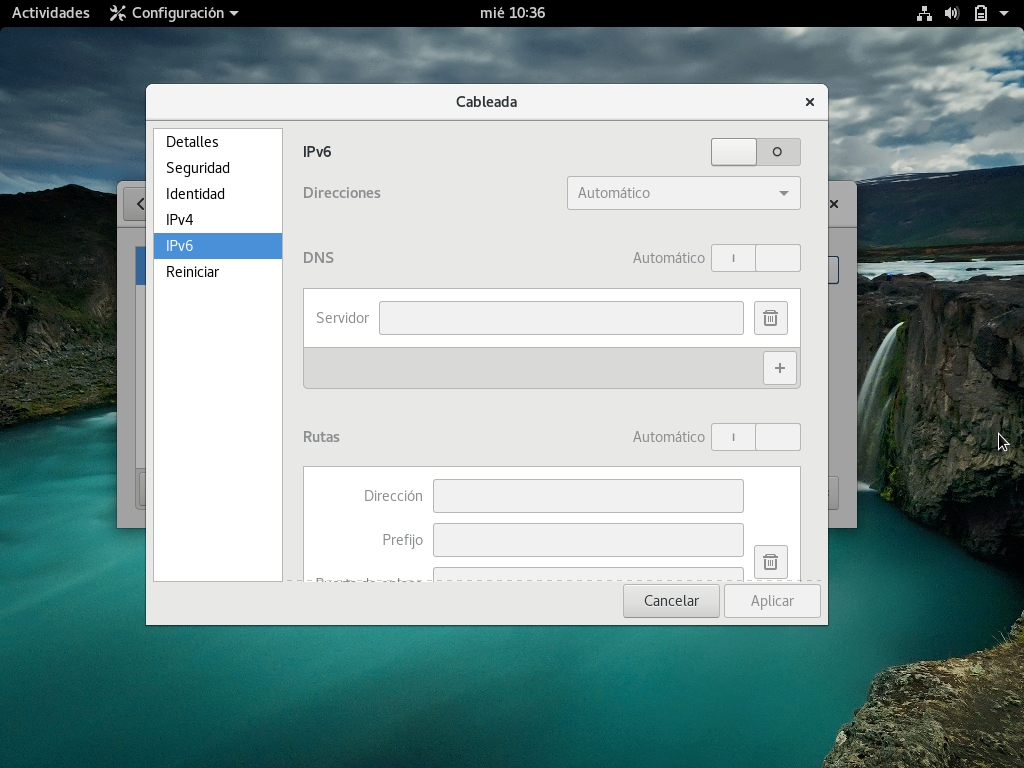 Actividades Configuración mié 10:36
Cableada
Detalles
Seguridad
Identidad
IPv4
IPv6
Reiniciar
IPv6
Direcciones Automático
DNS Automático
Servidor
Rutas Automático
Dirección
Prefijo
Cancelar Aplicar